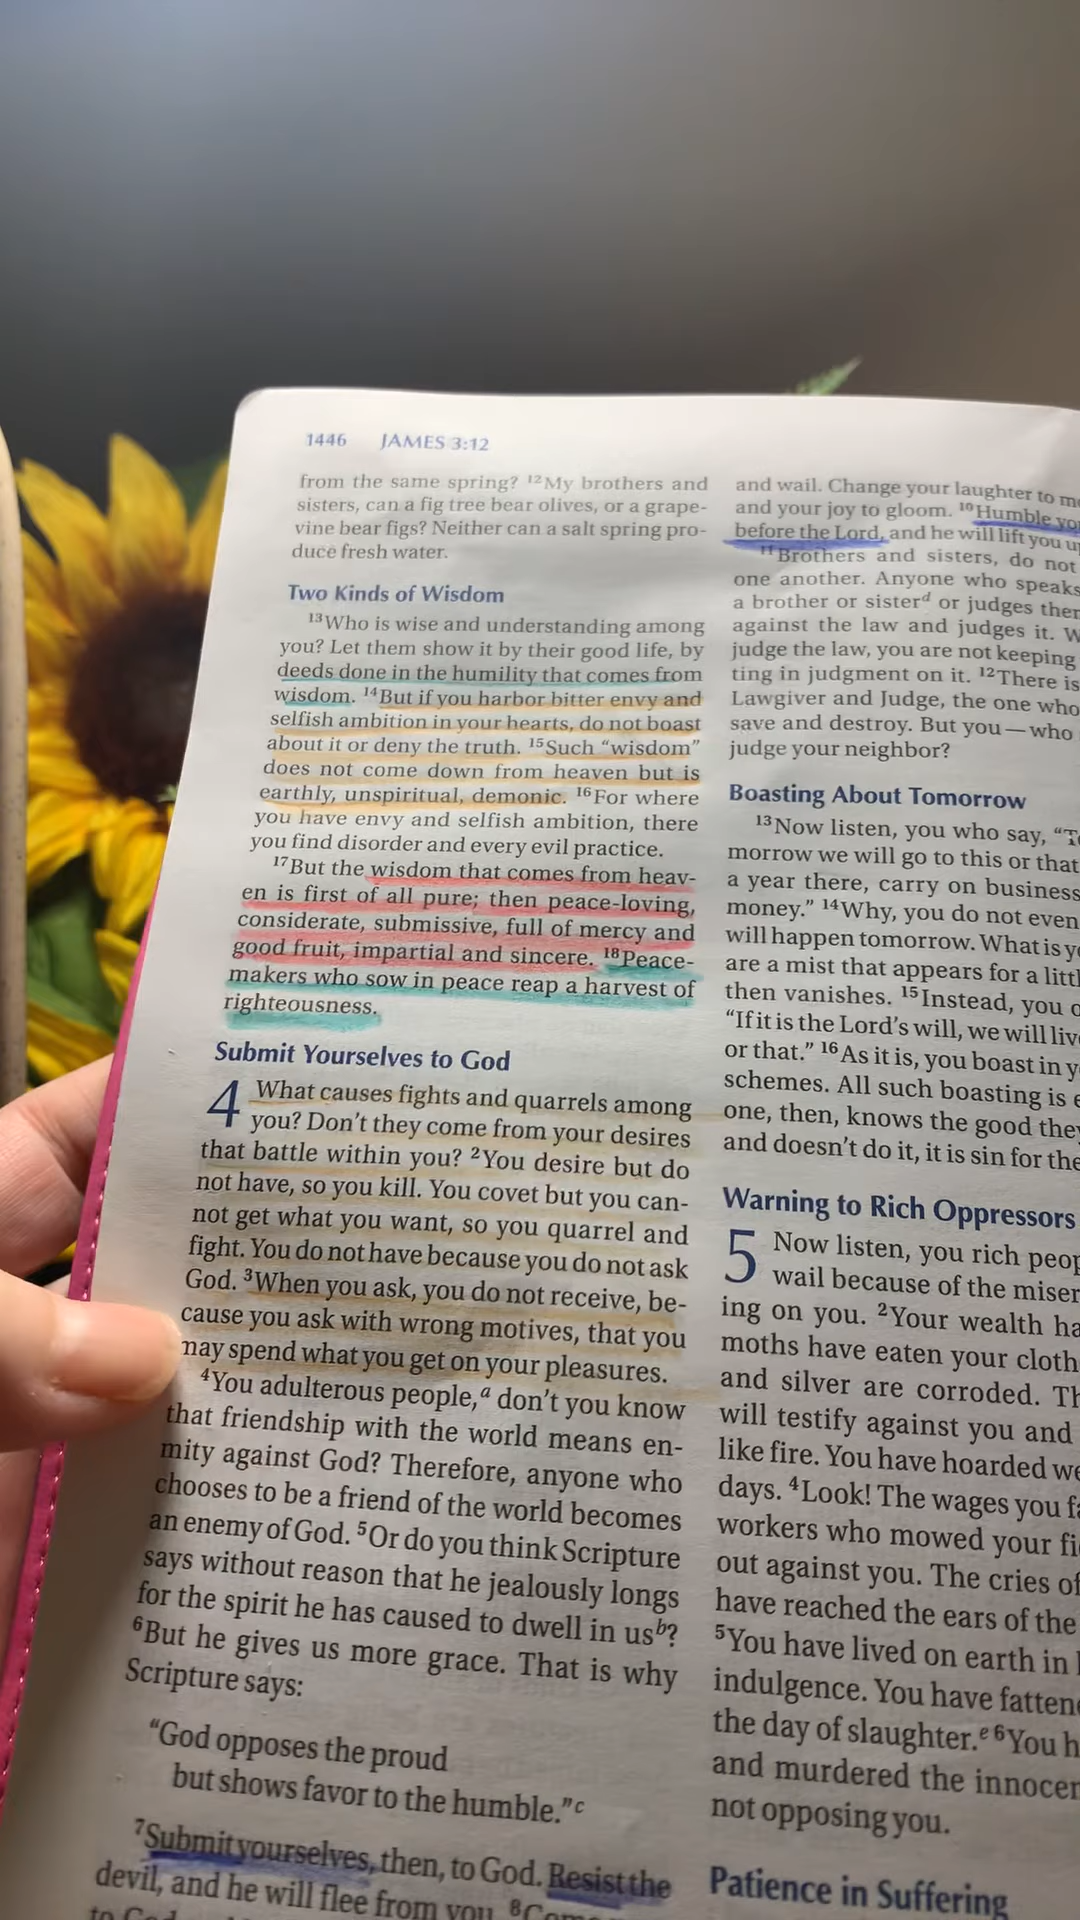 1446 JAMES 3:12
from the same spring? 12My brothers and
sisters, can a fig tree bear olives, or a grape-
vine bear figs? Neither can a salt spring pro-
duce fresh water.
Two Kinds of Wisdom
13Who is wise and understanding among
you? Let them show it by their good life, by
deeds done in the humility that comes from
wisdom. 14But if you harbor bitter envy and
selfish ambition in your hearts, do not boast
about it or deny the truth. 15Such “wisdom”
does not come down from heaven but is
earthly, unspiritual, demonic. 16For where
you have envy and selfish ambition, there
you find disorder and every evil practice.
17But the wisdom that comes from heav-
en is first of all pure; then peace-loving,
considerate, submissive, full of mercy and
good fruit, impartial and sincere. 18Peace-
makers who sow in peace reap a harvest of
righteousness.
Submit Yourselves to God
4 What causes fights and quarrels among
you? Don’t they come from your desires
that battle within you? 2You desire but do
not have, so you kill. You covet but you can-
not get what you want, so you quarrel and
fight. You do not have because you do not ask
God. 3When you ask, you do not receive, be-
cause you ask with wrong motives, that you
may spend what you get on your pleasures.
4You adulterous people,a don’t you know
that friendship with the world means en-
mity against God? Therefore, anyone who
chooses to be a friend of the world becomes
an enemy of God. 5Or do you think Scripture
says without reason that he jealously longs
for the spirit he has caused to dwell in usb?
6But he gives us more grace. That is why
Scripture says:
“God opposes the proud
but shows favor to the humble.”c
7Submit yourselves, then, to God. Resist the
devil, and he will flee from you. 8Come
to God
and wail. Change your laughter to
and your joy to gloom. 10Humble
before the Lord, and he will lift you
11Brothers and sisters, do not
one another. Anyone who speaks
a brother or sisterd or judges
against the law and judges it.
judge the law, you are not keeping
ting in judgment on it. 12There is
Lawgiver and Judge, the one who
save and destroy. But you — who
judge your neighbor?
Boasting About Tomorrow
13Now listen, you who say,
morrow we will go to this or that
a year there, carry on business
money.” 14Why, you do not even
will happen tomorrow. What is
are a mist that appears for a
then vanishes. 15Instead, you
“If it is the Lord’s will, we will
or that.” 16As it is, you boast in
schemes. All such boasting is
one, then, knows the good
and doesn’t do it, it is sin for
Warning to Rich Oppressors
5 Now listen, you rich
wail because of the
ing on you. 2Your wealth
moths have eaten your
and silver are corroded.
will testify against you and
like fire. You have hoarded
days. 4Look! The wages you
workers who mowed your
out against you. The cries
have reached the ears of the
5You have lived on earth in
indulgence. You have
the day of slaughter.e 6You
and murdered the
not opposing you.
Patience in Suffering